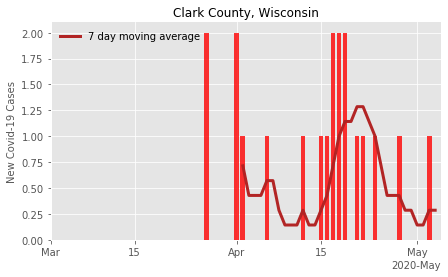 Clark County, Wisconsin
7 day moving average
New Covid-19 Cases
2.00
1.75
1.50
1.25
1.00
0.75
0.50
0.25
0.00
Mar
15
Apr
15
May
2020-May